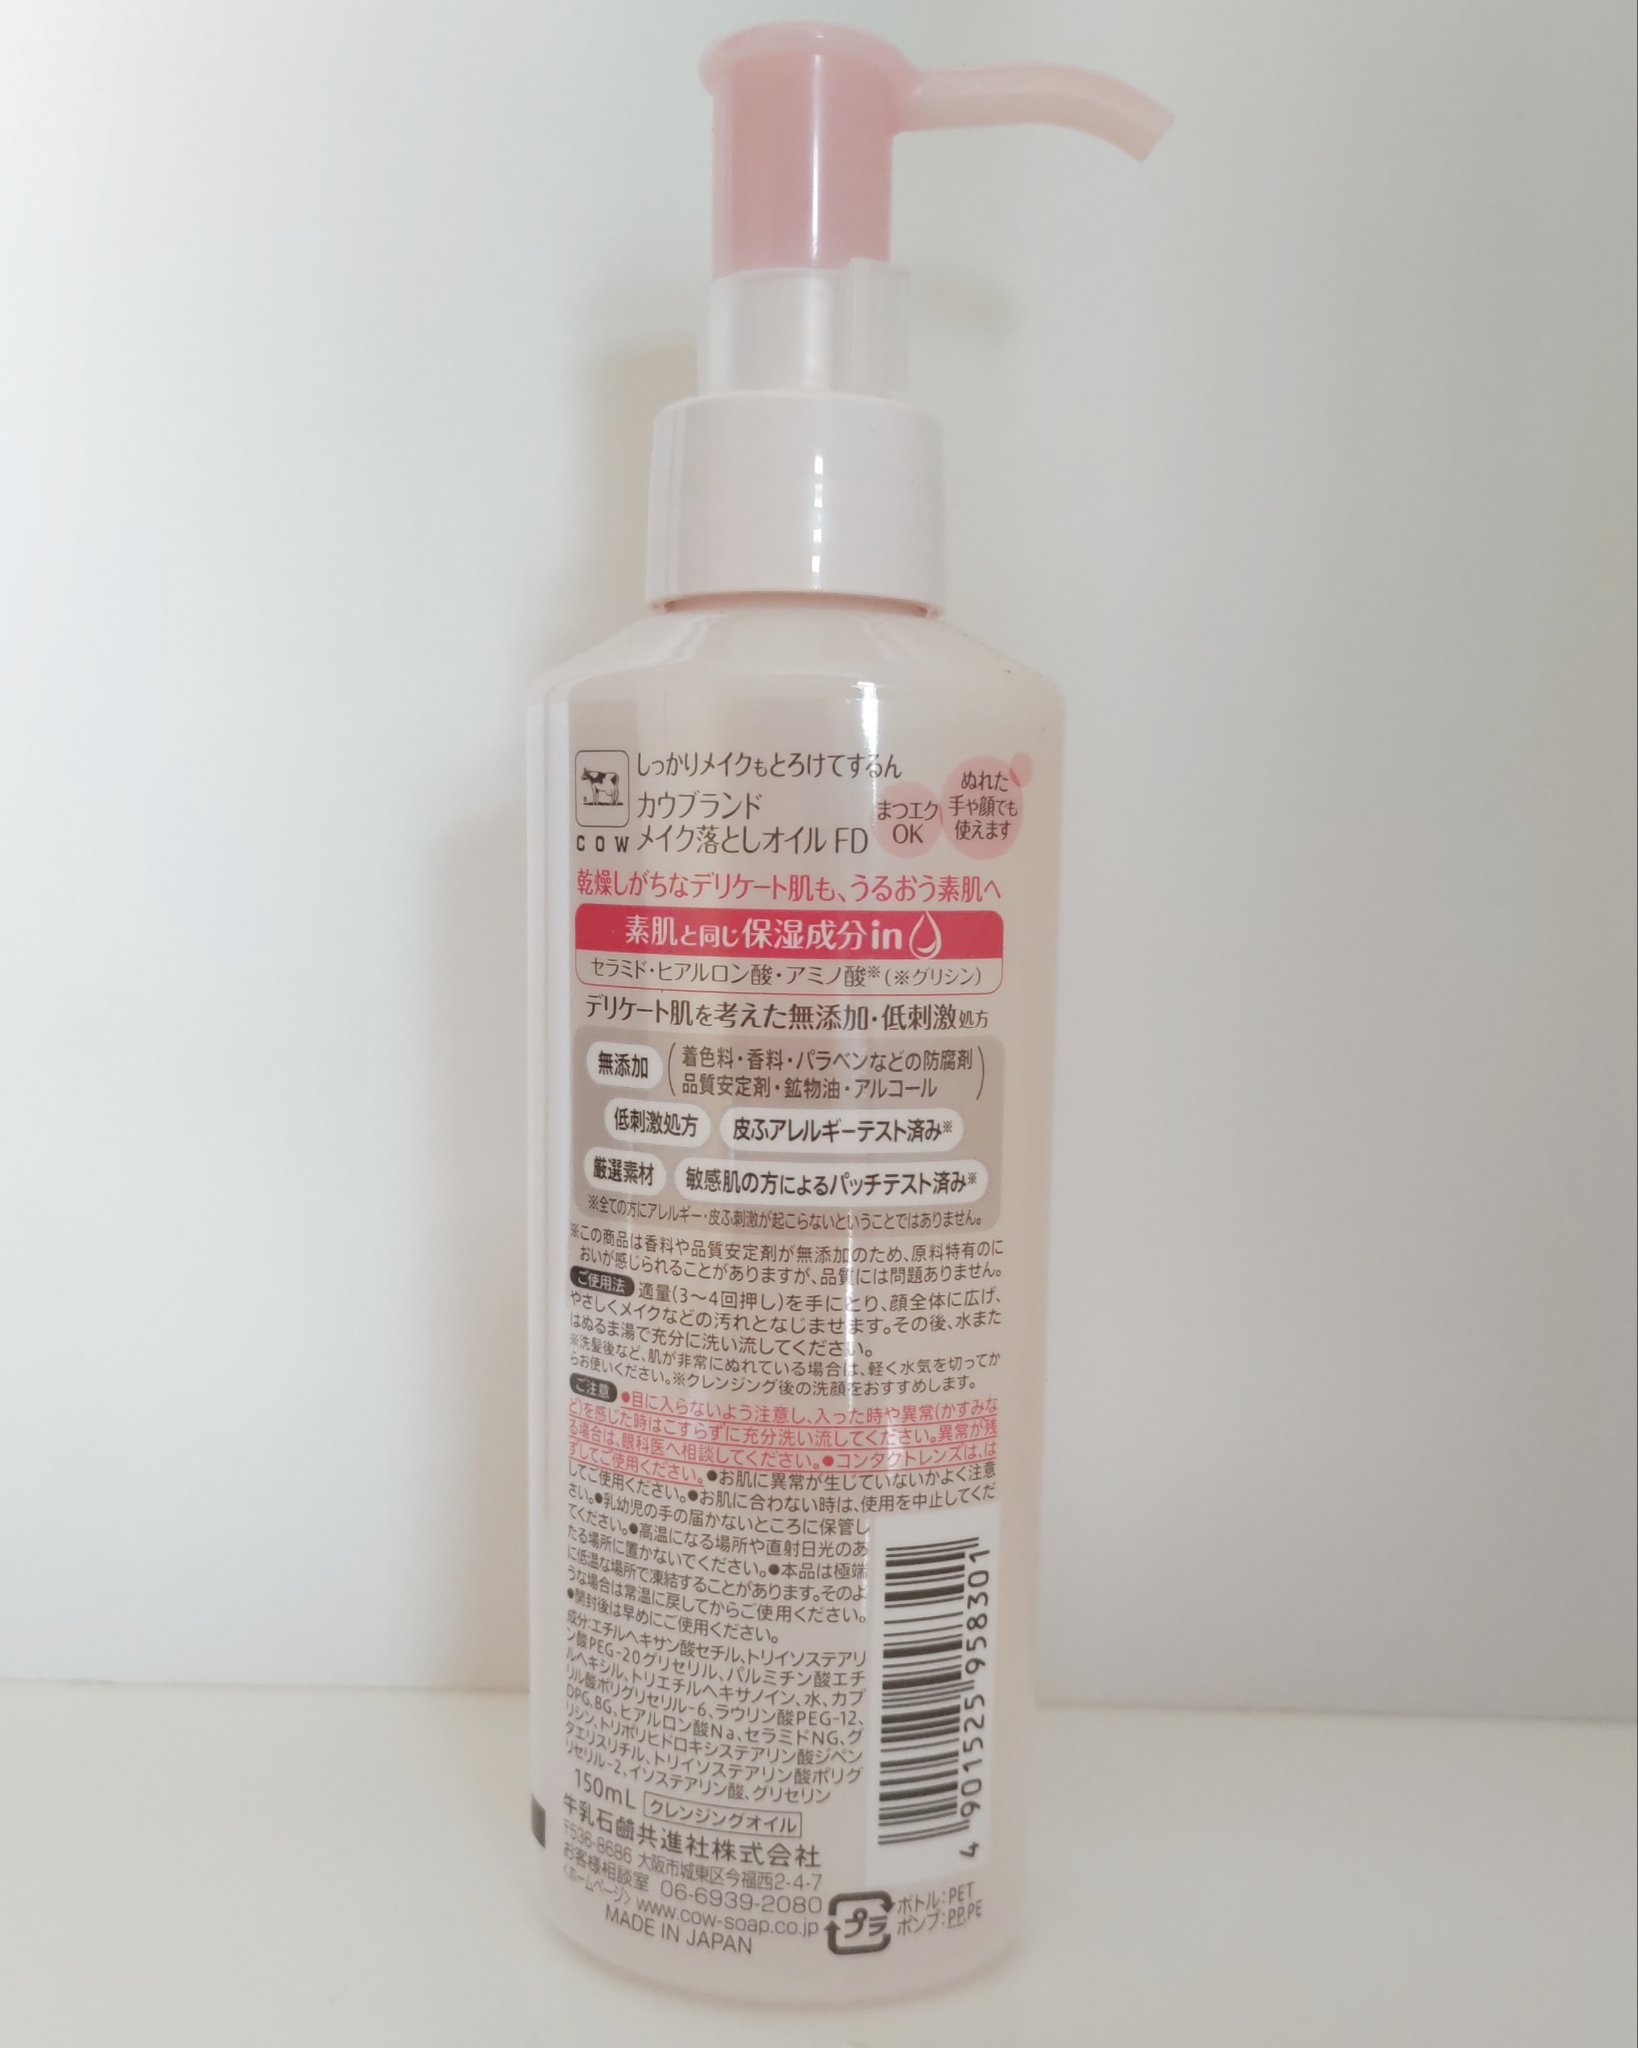 しっかりメイクもとろけてするん
カウブランド
メイク落としオイル FD
COW
まつエク
OK
ぬれた
手や顔でも
使えます
乾燥しがちなデリケート肌も、うるおう素肌へ
素肌と同じ保湿成分in
セラミド・ヒアルロン酸・アミノ酸※(※グリシン)
デリケート肌を考えた無添加・低刺激処方
無添加
着色料・香料・パラベンなどの防腐剤
品質安定剤・鉱物油・アルコール
低刺激処方 皮ふアレルギーテスト済み※
厳選素材 敏感肌の方によるパッチテスト済み※
※全ての方にアレルギー・皮ふ刺激が起こらないということではありません。
※この商品は香料や品質安定剤が無添加のため、原料特有のに
おいが感じられることがありますが、品質には問題ありません。
ご使用法 適量(3〜4回押し)を手にとり、顔全体に広げ、
やさしくメイクなどの汚れとなじませます。その後、水また
はぬるま湯で充分に洗い流してください。
※洗髪後など、肌が非常にぬれている場合は、軽く水気を切ってか
らお使いください。※クレンジング後の洗顔をおすすめします。
ご注意 ●目に入らないよう注意し、入った時や異常(かすみな
ど)を感じた時はこすらずに充分洗い流してください。異常が残
る場合は、眼科医へ相談してください。●コンタクトレンズは、は
ずしてご使用ください。●お肌に異常が生じていないかよく注意
してご使用ください。●お肌に合わない時は、使用を中止してくだ
さい。●乳幼児の手の届かないところに保管し
てください。●高温になる場所や直射日光のあ
たる場所に置かないでください。●本品は極端
に低温な場所で凍結することがあります。そのよ
うな場合は常温に戻してからご使用ください。
●開封後は早めにご使用ください。
成分:エチルヘキサン酸セチル、トリイソステアリ
ン酸PEG-20グリセリル、パルミチン酸エチ
ルヘキシル、トリエチルヘキサノイン、水、カプ
リル酸ポリグリセリル-6、ラウリン酸PEG-12、
DPG、BG、ヒアルロン酸Na、セラミドNG、グ
リシン、トリポリヒドロキシステアリン酸ジペン
タエリスリチル、トリイソステアリン酸ポリグ
リセリル-2、イソステアリン酸、グリセリン
150mL クレンジングオイル
牛乳石鹼共進社株式会社
〒536-8686 大阪市城東区今福西2-4-7
お客様相談室 06-6939-2080
<ホームページ> www.cow-soap.co.jp
MADE IN JAPAN
プラ
ボトル:PET
ポンプ:PP,PE
4 901525 958301